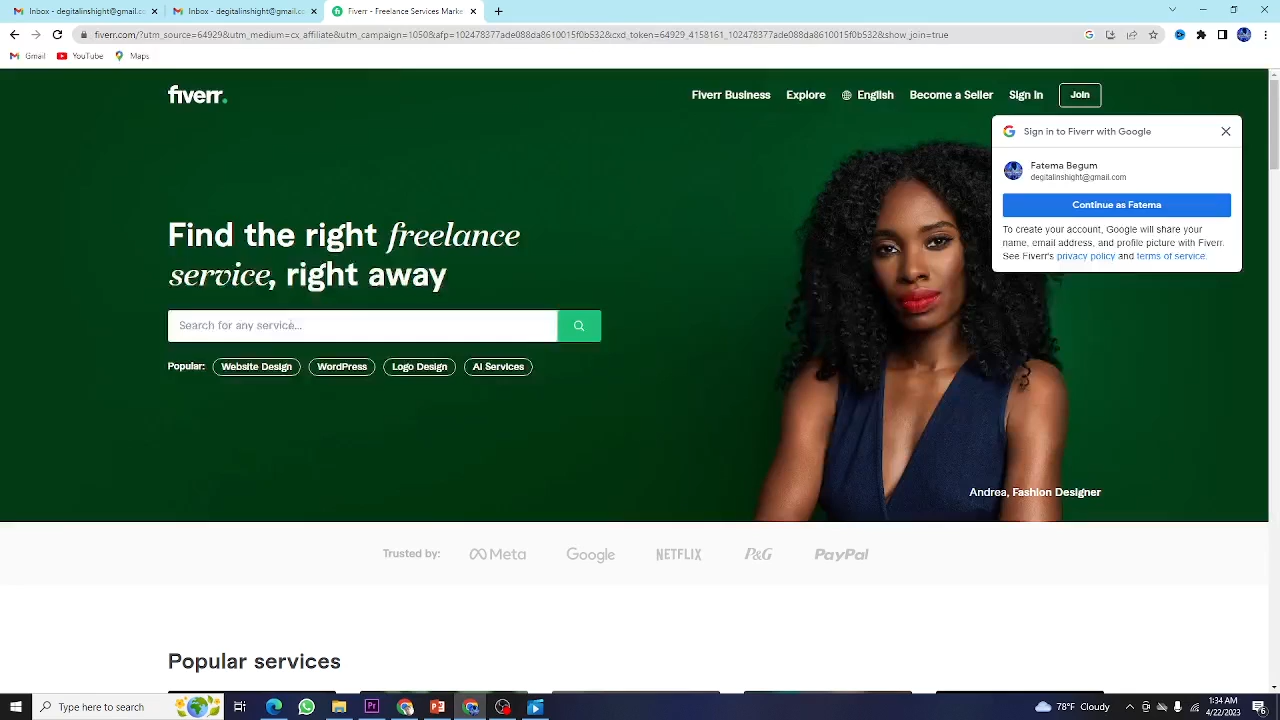 Inbox - degitalinshight@gmail.cc
Inbox - degitalinshight@gmail.cc
Fiverr - Freelance Services Marke
fiverr.com/?utm_source=64929&utm_medium=cx_affiliate&utm_campaign=1050&afp=102478377ade088da8610015f0b532&cxd_token=64929_4158161_102478377ade088da8610015f0b532&show_join=true
Gmail
YouTube
Maps
fiverr.
Fiverr Business
Explore
English
Become a Seller
Sign In
Join
Sign in to Fiverr with Google
Fatema Begum
degitalinshight@gmail.com
Continue as Fatema
To create your account, Google will share your
name, email address, and profile picture with Fiverr.
See Fiverr's privacy policy and terms of service.
Find the right freelance
service, right away
Search for any service...
Popular:
Website Design
WordPress
Logo Design
AI Services
Andrea, Fashion Designer
Trusted by:
Meta
Google
NETFLIX
P&G
PayPal
Popular services
Type here to search
Pr
78°F Cloudy
1:34 AM
4/22/2023